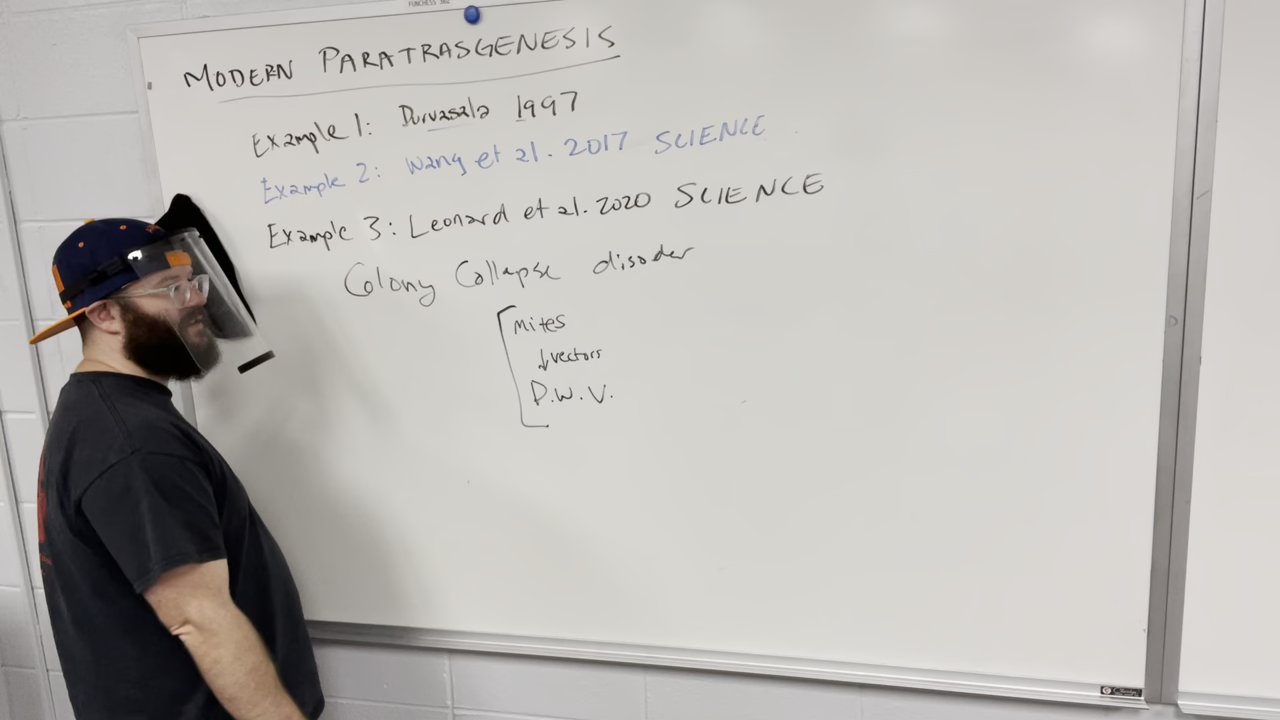 MODERN PARATRASGENESIS
Example 1: Durvasala 1997
Example 2: Wang et al. 2017 SCIENCE
Example 3: Leonard et al. 2020 SCIENCE
Colony Collapse disoder
mites
↓ vectors
D.W.V.